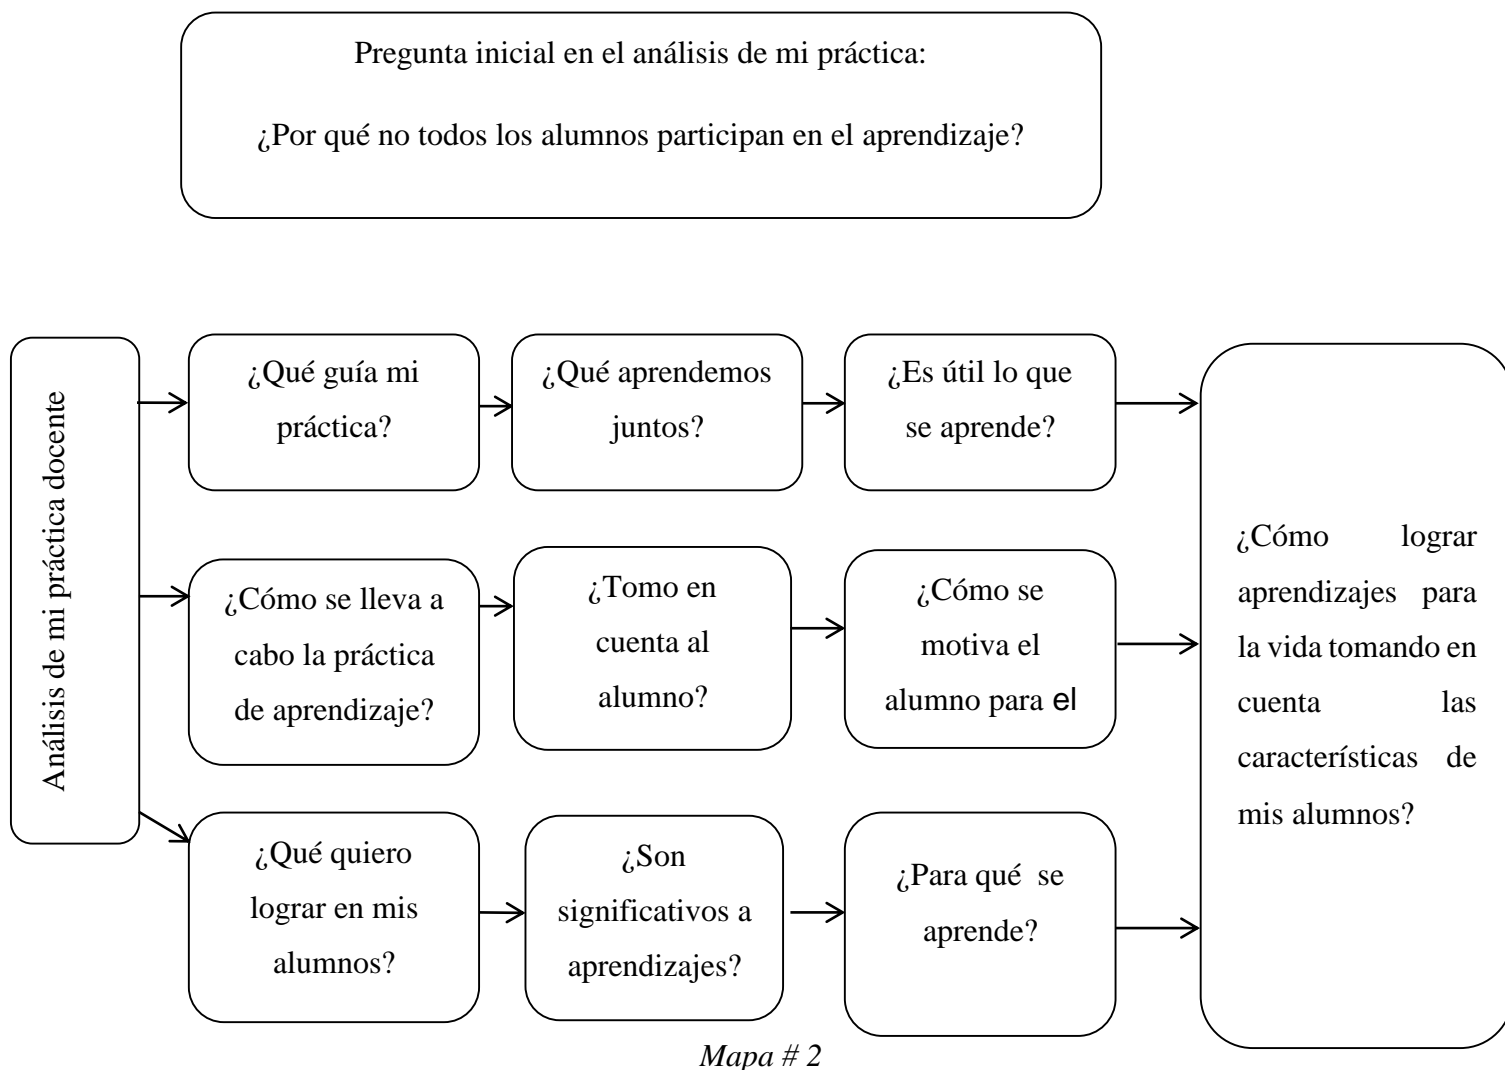 Pregunta inicial en el análisis de mi práctica:
¿Por qué no todos los alumnos participan en el aprendizaje?
Análisis de mi práctica docente
¿Qué guía mi
práctica?
¿Qué aprendemos
juntos?
¿Es útil lo que
se aprende?
¿Cómo se lleva a
cabo la práctica
de aprendizaje?
¿Tomo en
cuenta al
alumno?
¿Cómo se
motiva el
alumno para el
¿Qué quiero
lograr en mis
alumnos?
¿Son
significativos a
aprendizajes?
¿Para qué se
aprende?
¿Cómo lograr
aprendizajes para
la vida tomando en
cuenta las
características de
mis alumnos?
Mapa # 2